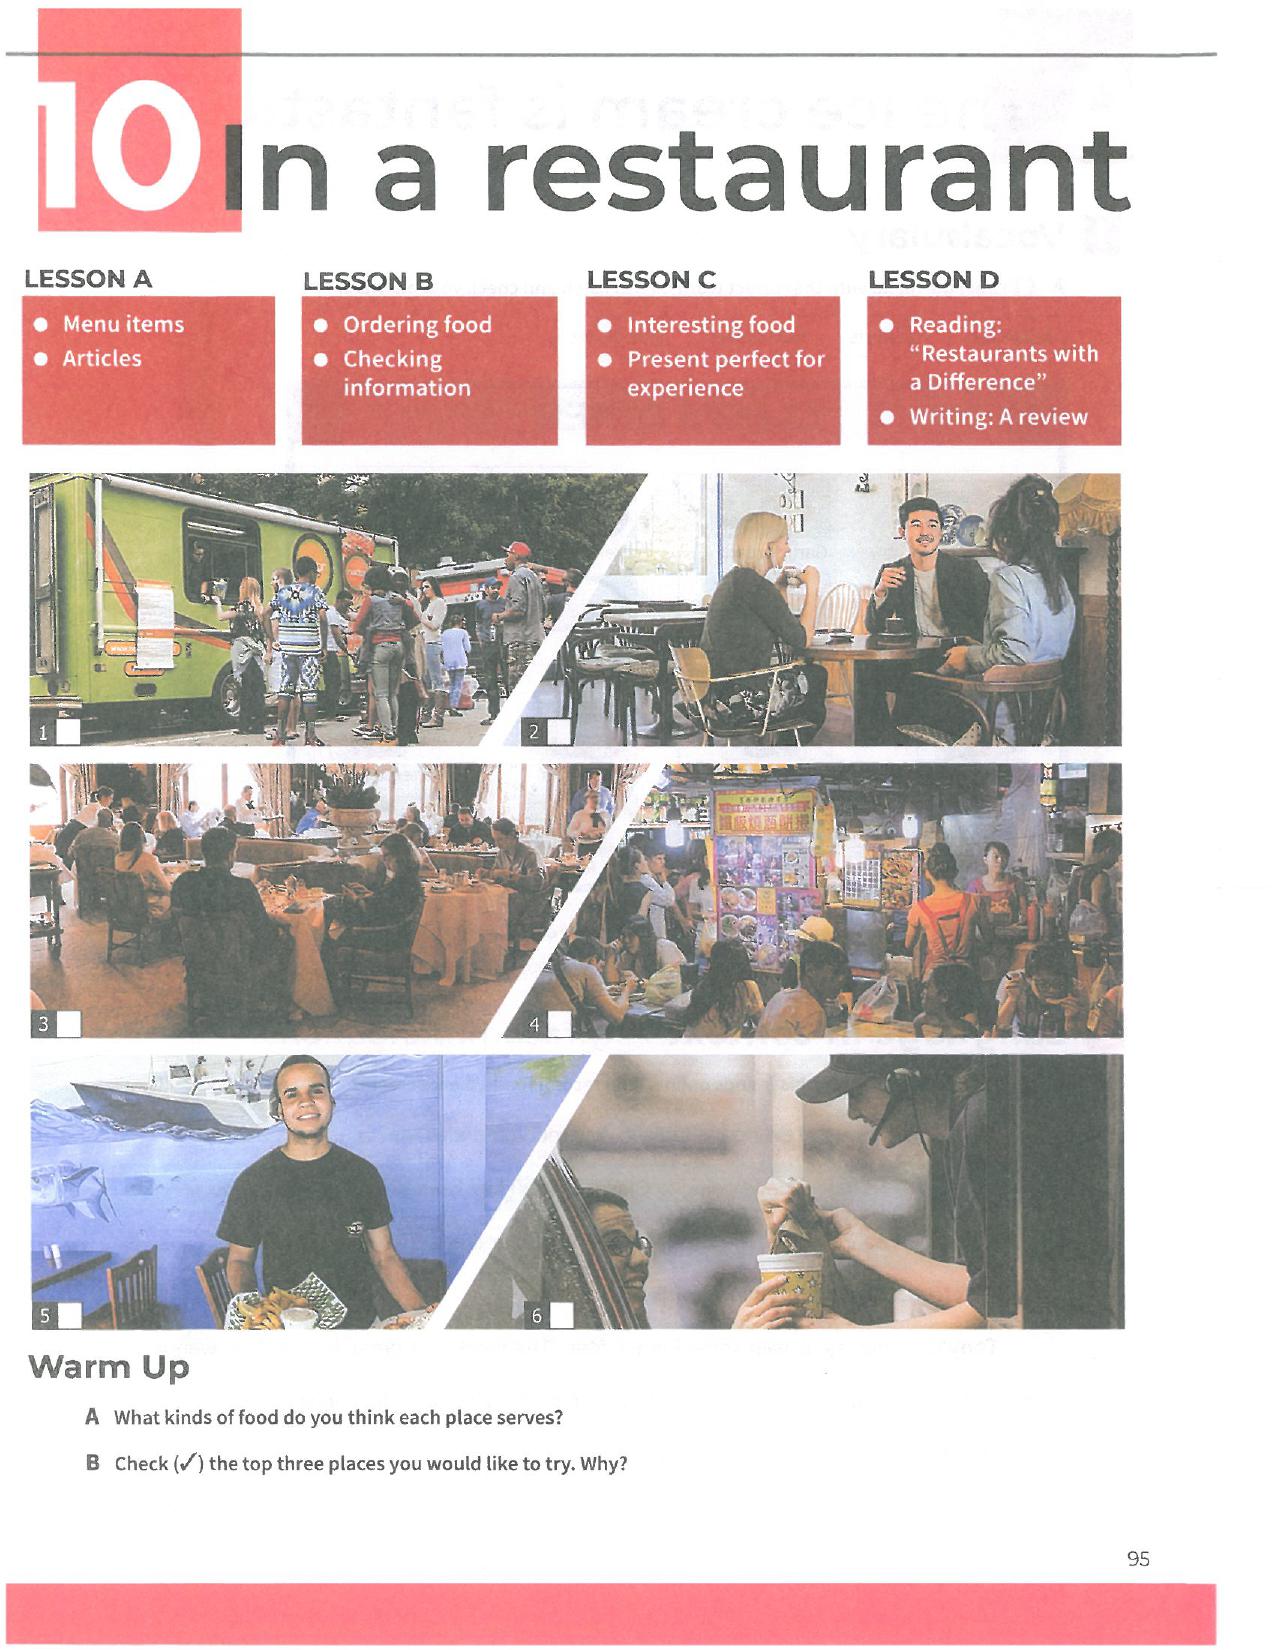 10 In a restaurant
LESSON A
Menu items
Articles
LESSON B
Ordering food
Checking
information
LESSON C
Interesting food
Present perfect for
experience
LESSON D
Reading:
“Restaurants with
a Difference”
Writing: A review
1
2
3
4
5
6
Warm Up
A What kinds of food do you think each place serves?
B Check (✓) the top three places you would like to try. Why?
95